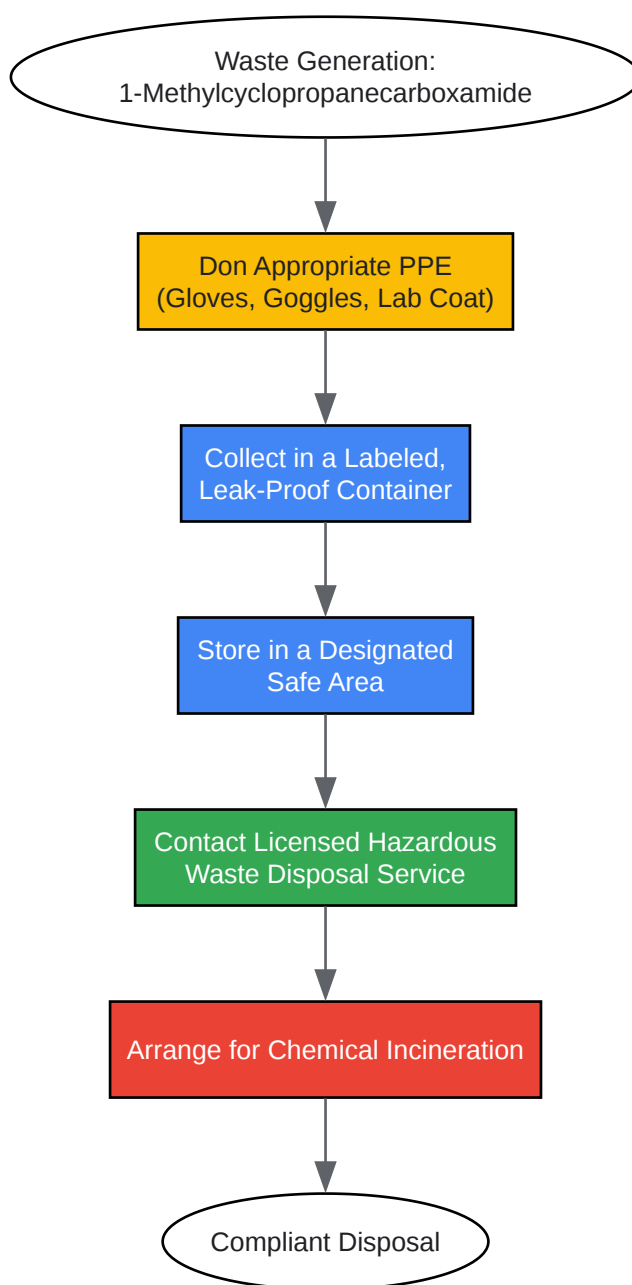 Waste Generation:
1-Methylcyclopropanecarboxamide
Don Appropriate PPE
(Gloves, Goggles, Lab Coat)
Collect in a Labeled,
Leak-Proof Container
Store in a Designated
Safe Area
Contact Licensed Hazardous
Waste Disposal Service
Arrange for Chemical Incineration
Compliant Disposal